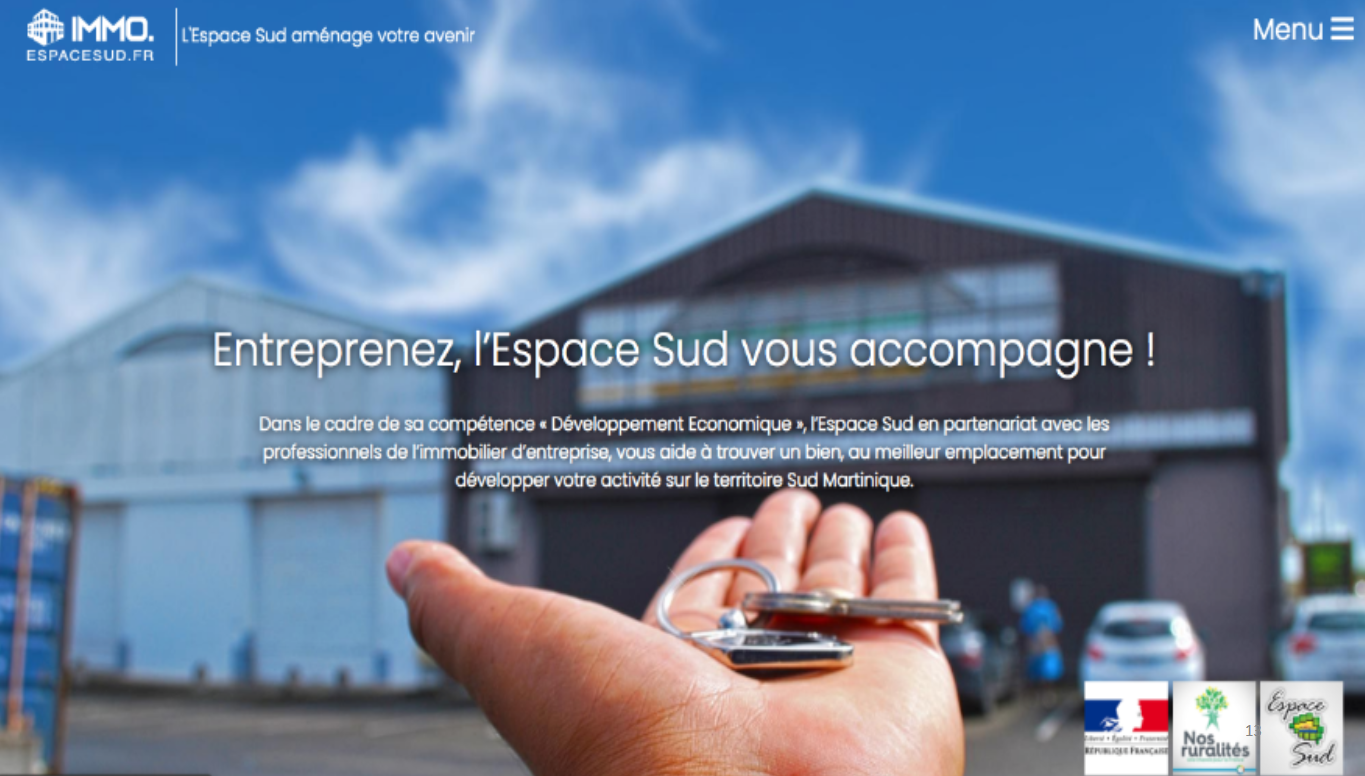 IMMO.
ESPACESUD.FR
L'Espace Sud aménage votre avenir
Menu
Entreprenez, l'Espace Sud vous accompagne !
Dans le cadre de sa compétence « Développement Economique », l'Espace Sud en partenariat avec les
professionnels de l'immobilier d'entreprise, vous aide à trouver un bien, au meilleur emplacement pour
développer votre activité sur le territoire Sud Martinique.
Liberté • Égalité • Fraternité
RÉPUBLIQUE FRANÇAISE
Nos
ruralités
13
Espace
Sud